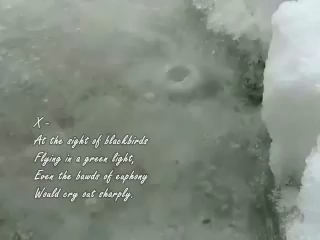 X -
At the sight of blackbirds
Flying in a green light,
Even the bawds of euphony
Would cry out sharply.